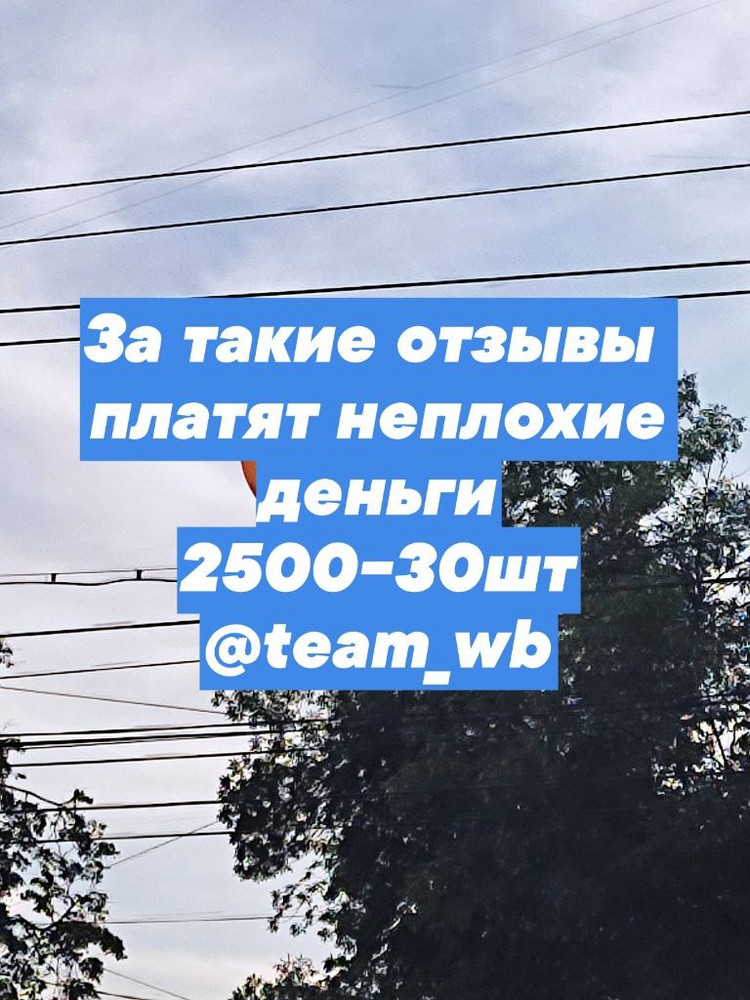 За такие отзывы
платят неплохие
деньги
2500-30шт
@team_wb